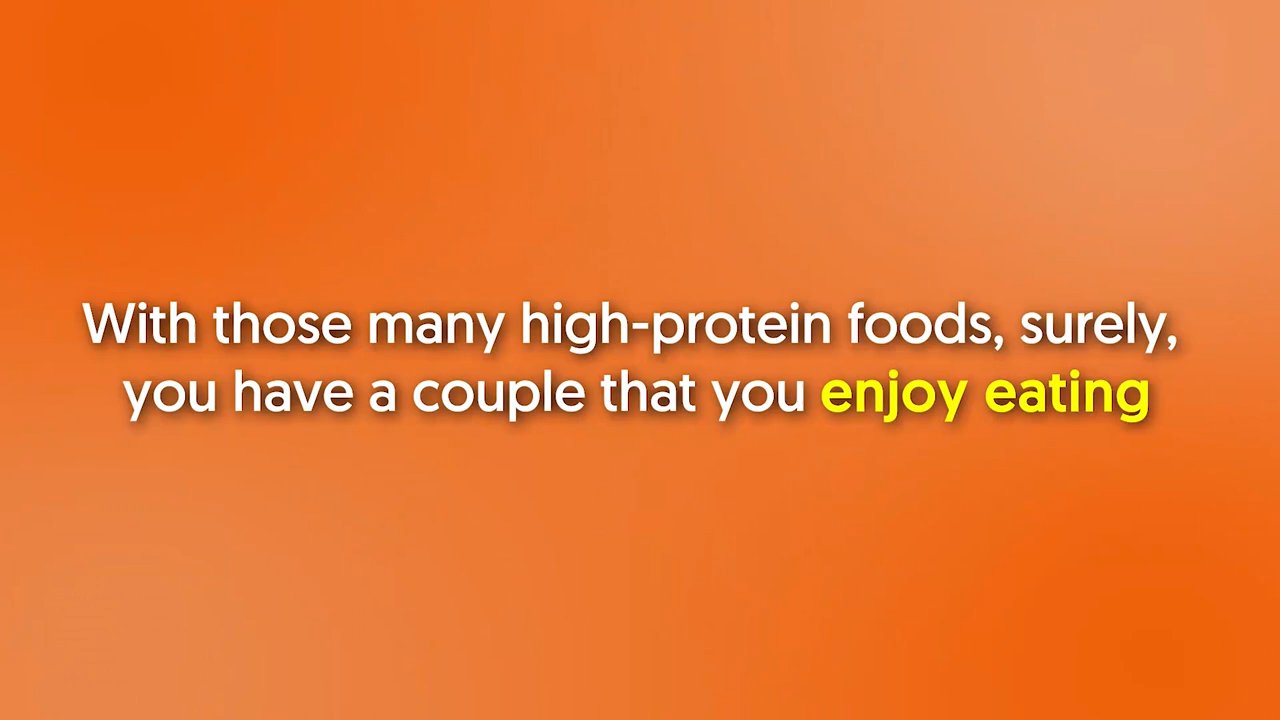 With those many high-protein foods, surely,
you have a couple that you enjoy eating